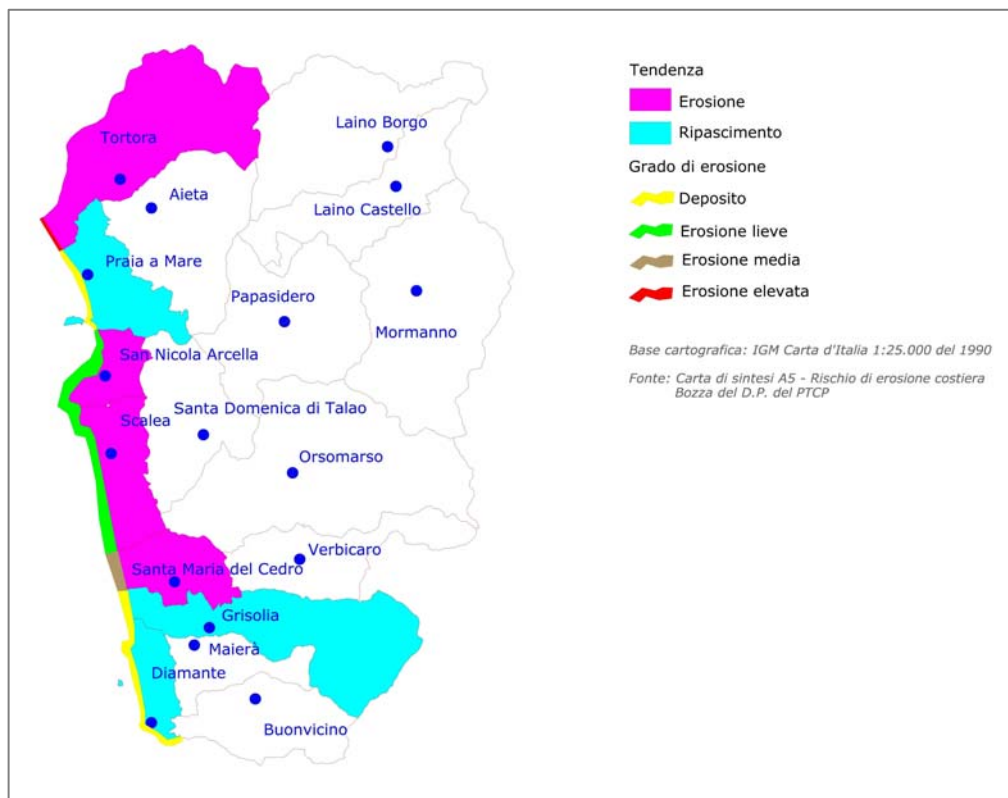 Tortora
Aieta
Laino Borgo
Laino Castello
Praia a Mare
Papasidero
Mormanno
San Nicola Arcella
Santa Domenica di Talao
Scalea
Orsomarso
Verbicaro
Santa Maria del Cedro
Grisolia
Maierà
Diamante
Buonvicino
Tendenza
Erosione
Ripascimento
Grado di erosione
Deposito
Erosione lieve
Erosione media
Erosione elevata
Base cartografica: IGM Carta d'Italia 1:25.000 del 1990
Fonte: Carta di sintesi A5 - Rischio di erosione costiera
Bozza del D.P. del PTCP